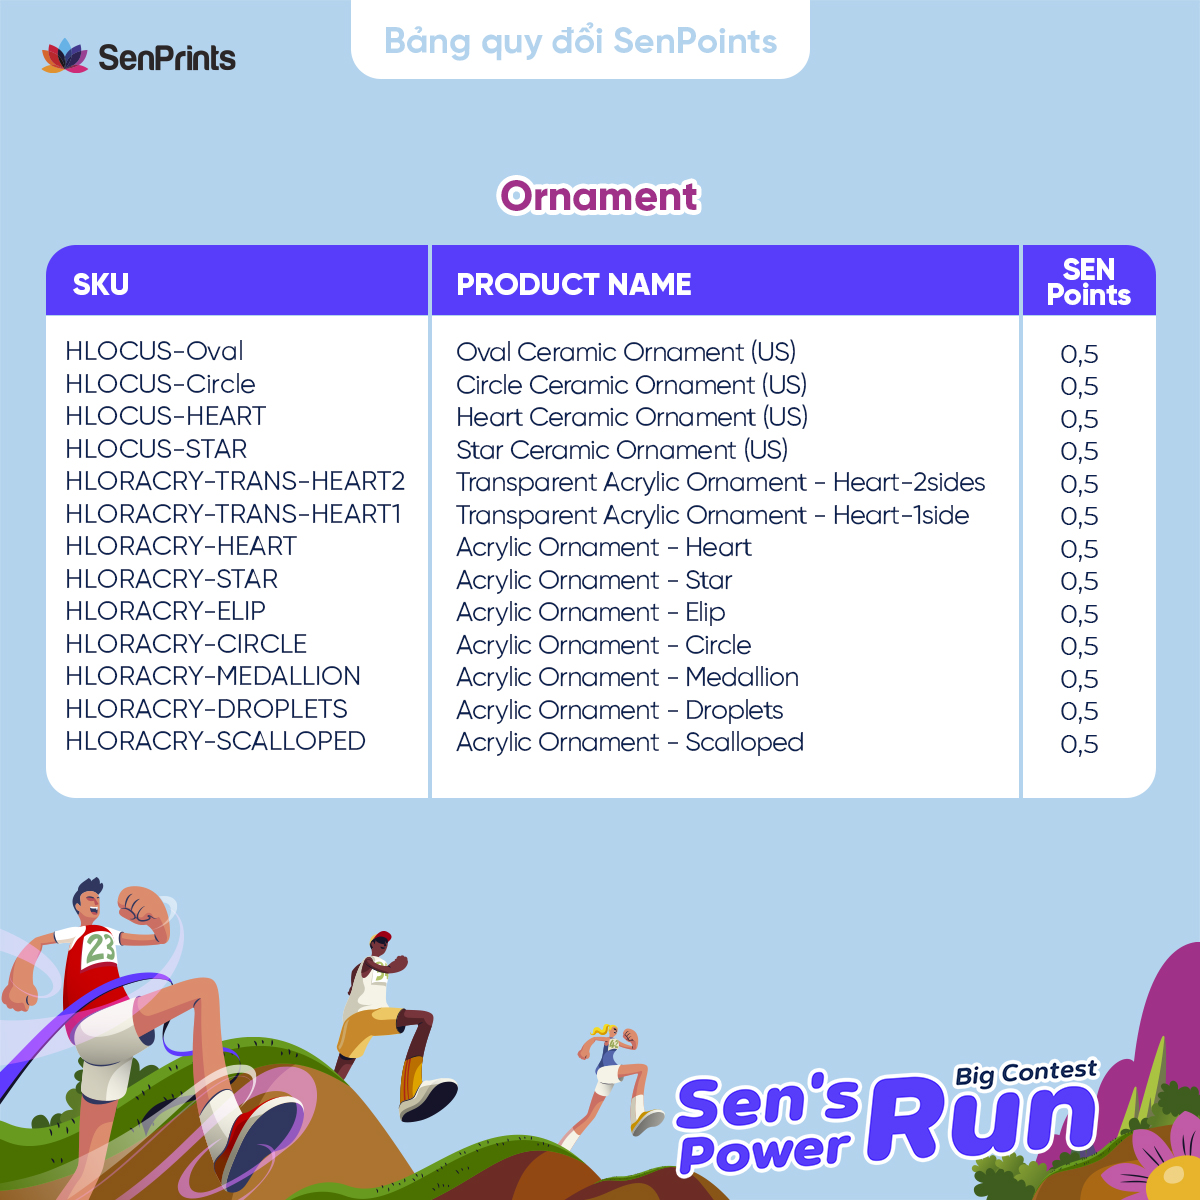 SenPrints
Bảng quy đổi SenPoints
Ornament
SKU PRODUCT NAME SEN Points
HLOCUS-Oval Oval Ceramic Ornament (US) 0,5
HLOCUS-Circle Circle Ceramic Ornament (US) 0,5
HLOCUS-HEART Heart Ceramic Ornament (US) 0,5
HLOCUS-STAR Star Ceramic Ornament (US) 0,5
HLORACRY-TRANS-HEART2 Transparent Acrylic Ornament - Heart-2sides 0,5
HLORACRY-TRANS-HEART1 Transparent Acrylic Ornament - Heart-1side 0,5
HLORACRY-HEART Acrylic Ornament - Heart 0,5
HLORACRY-STAR Acrylic Ornament - Star 0,5
HLORACRY-ELIP Acrylic Ornament - Elip 0,5
HLORACRY-CIRCLE Acrylic Ornament - Circle 0,5
HLORACRY-MEDALLION Acrylic Ornament - Medallion 0,5
HLORACRY-DROPLETS Acrylic Ornament - Droplets 0,5
HLORACRY-SCALLOPED Acrylic Ornament - Scalloped 0,5
23
Big Contest
Sen's
Power Run